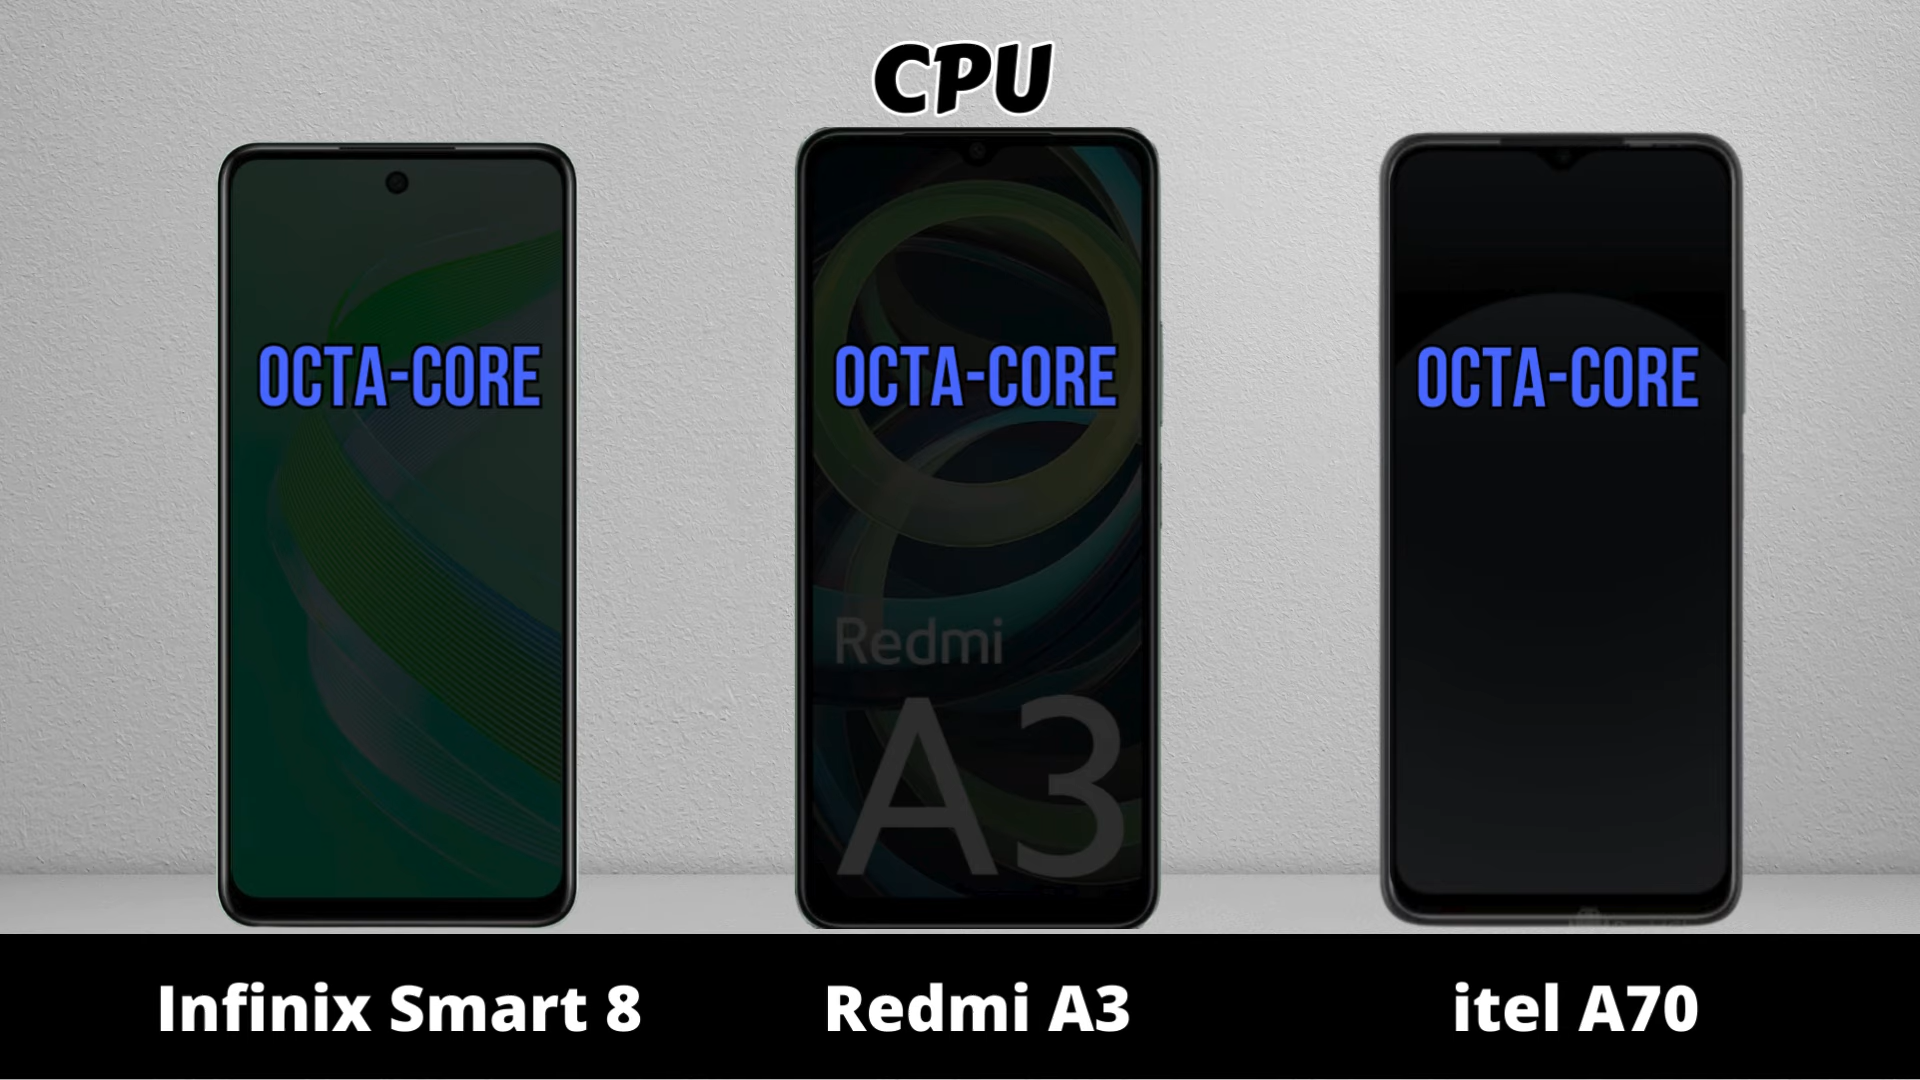 CPU
OCTA-CORE
OCTA-CORE
OCTA-CORE
Redmi
A3
Infinix Smart 8
Redmi A3
itel A70